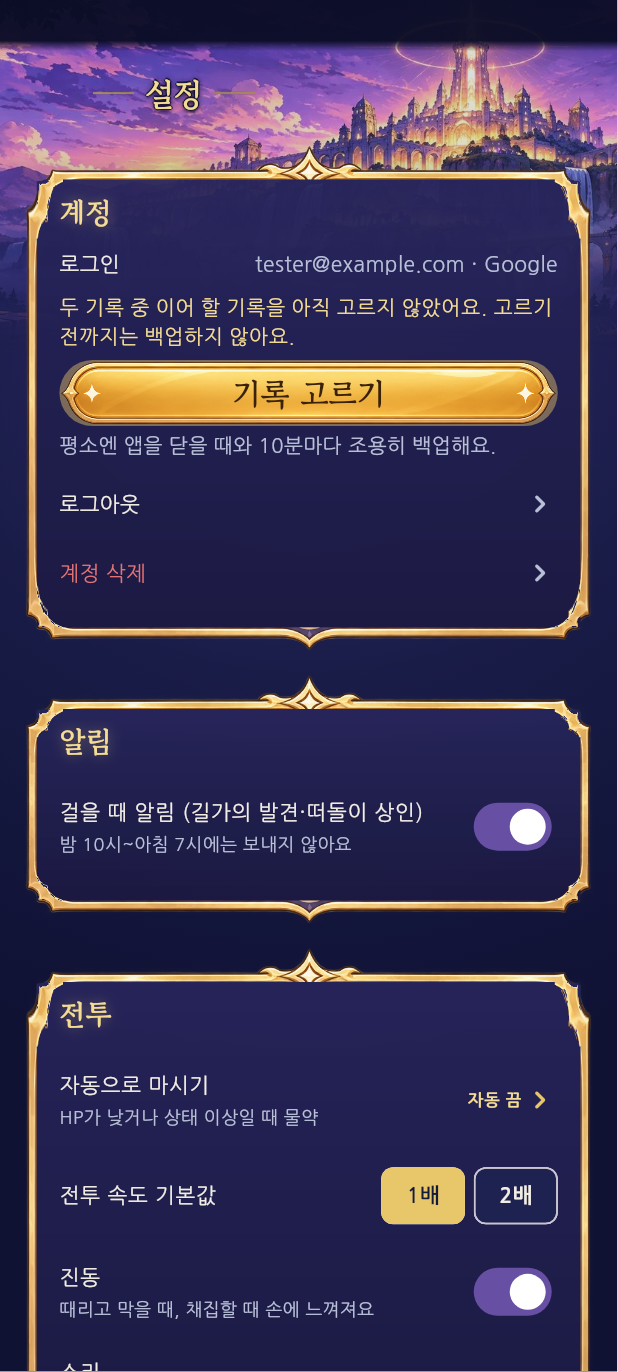 설정
계정
로그인
tester@example.com · Google
두 기록 중 이어 할 기록을 아직 고르지 않았어요. 고르기
전까지는 백업하지 않아요.
기록 고르기
평소엔 앱을 닫을 때와 10분마다 조용히 백업해요.
로그아웃
계정 삭제
알림
걸을 때 알림 (길가의 발견·떠돌이 상인)
밤 10시~아침 7시에는 보내지 않아요
전투
자동으로 마시기
HP가 낮거나 상태 이상일 때 물약
자동 끔
전투 속도 기본값
1배
2배
진동
때리고 막을 때, 채집할 때 손에 느껴져요